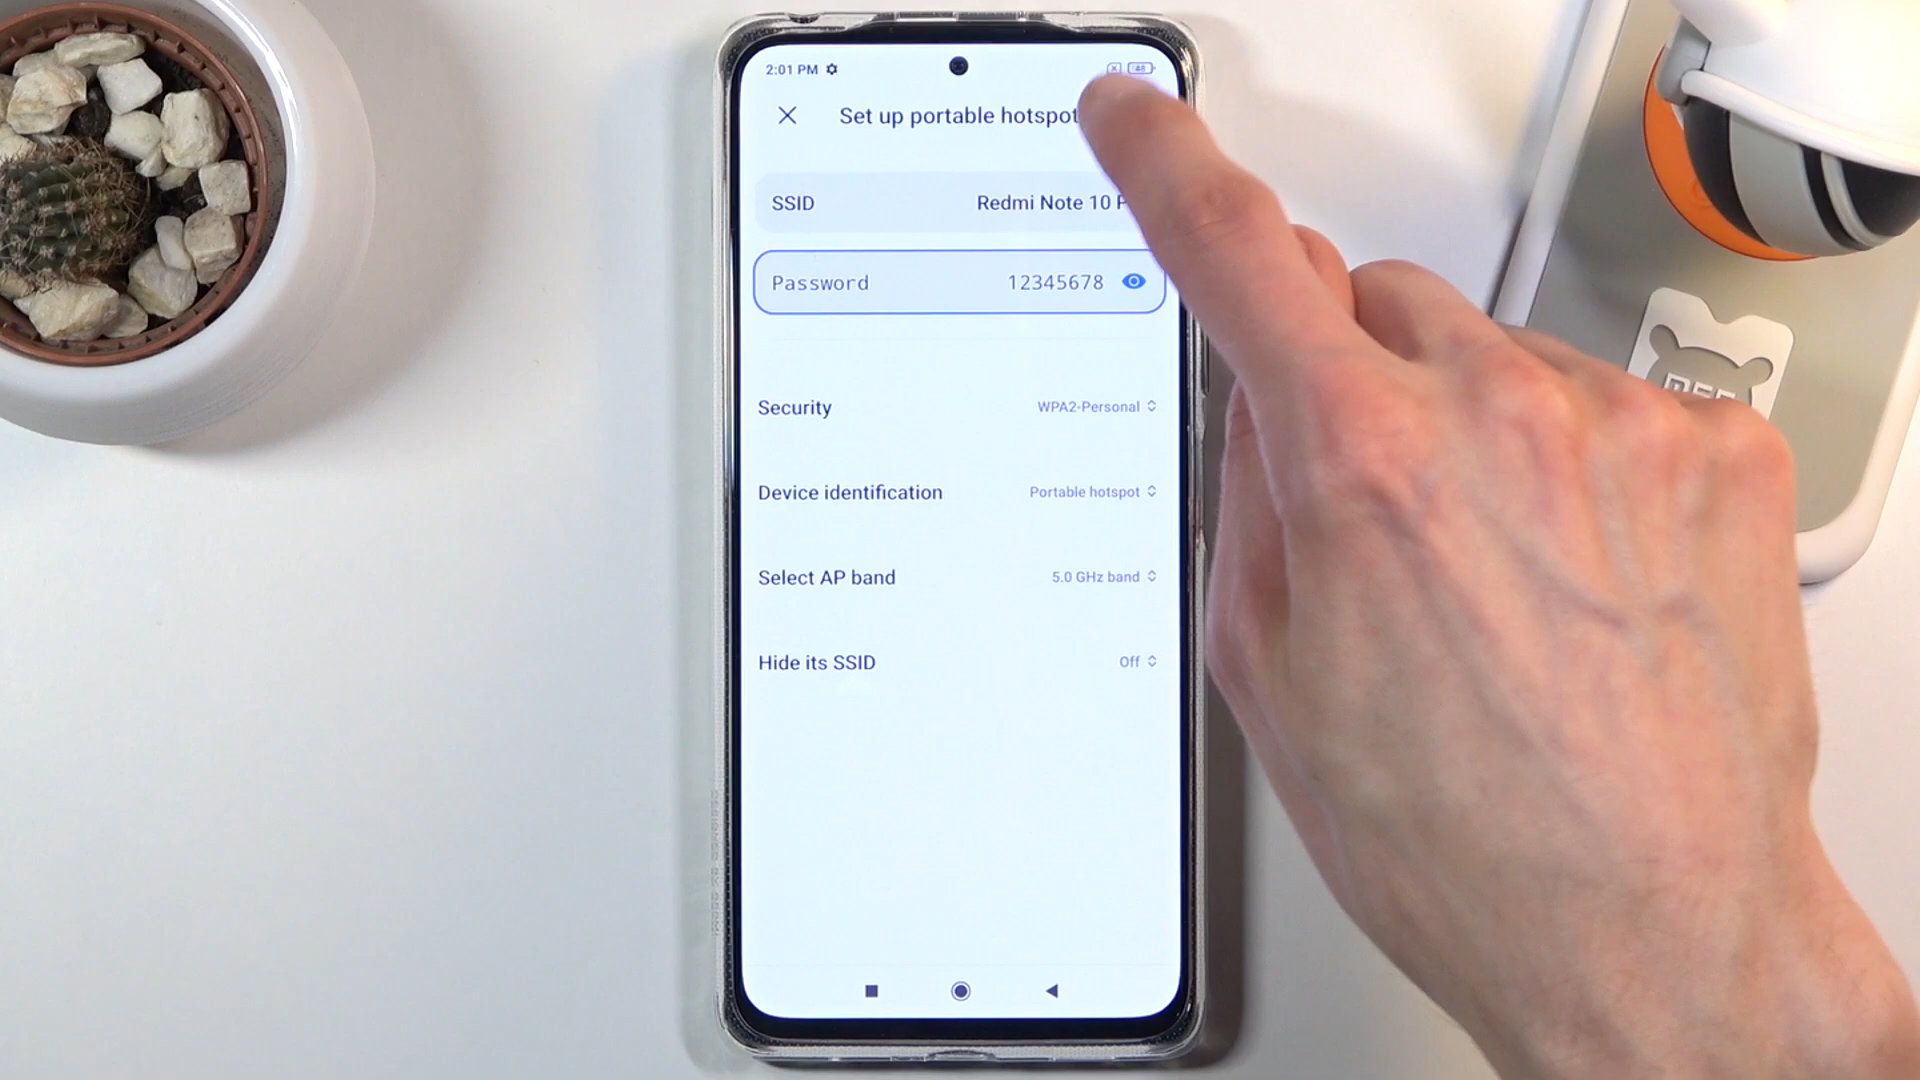 2:01 PM
48
Set up portable hotspot
SSID Redmi Note 10 P
Password 12345678
Security WPA2-Personal
Device identification Portable hotspot
Select AP band 5.0 GHz band
Hide its SSID Off